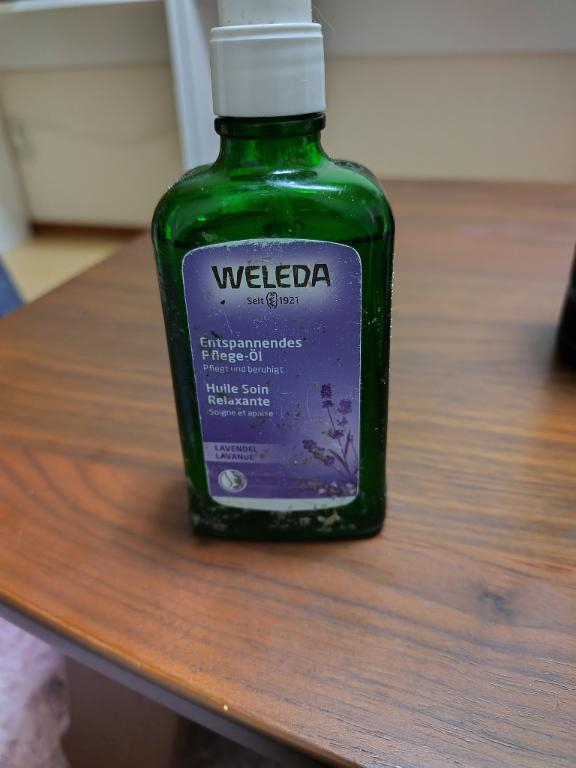 WELEDA
Seit 1921
Entspannendes
Pflege-Öl
Pflegt und beruhigt
Huile Soin
Relaxante
Soigne et apaise
LAVENDEL
LAVANDE